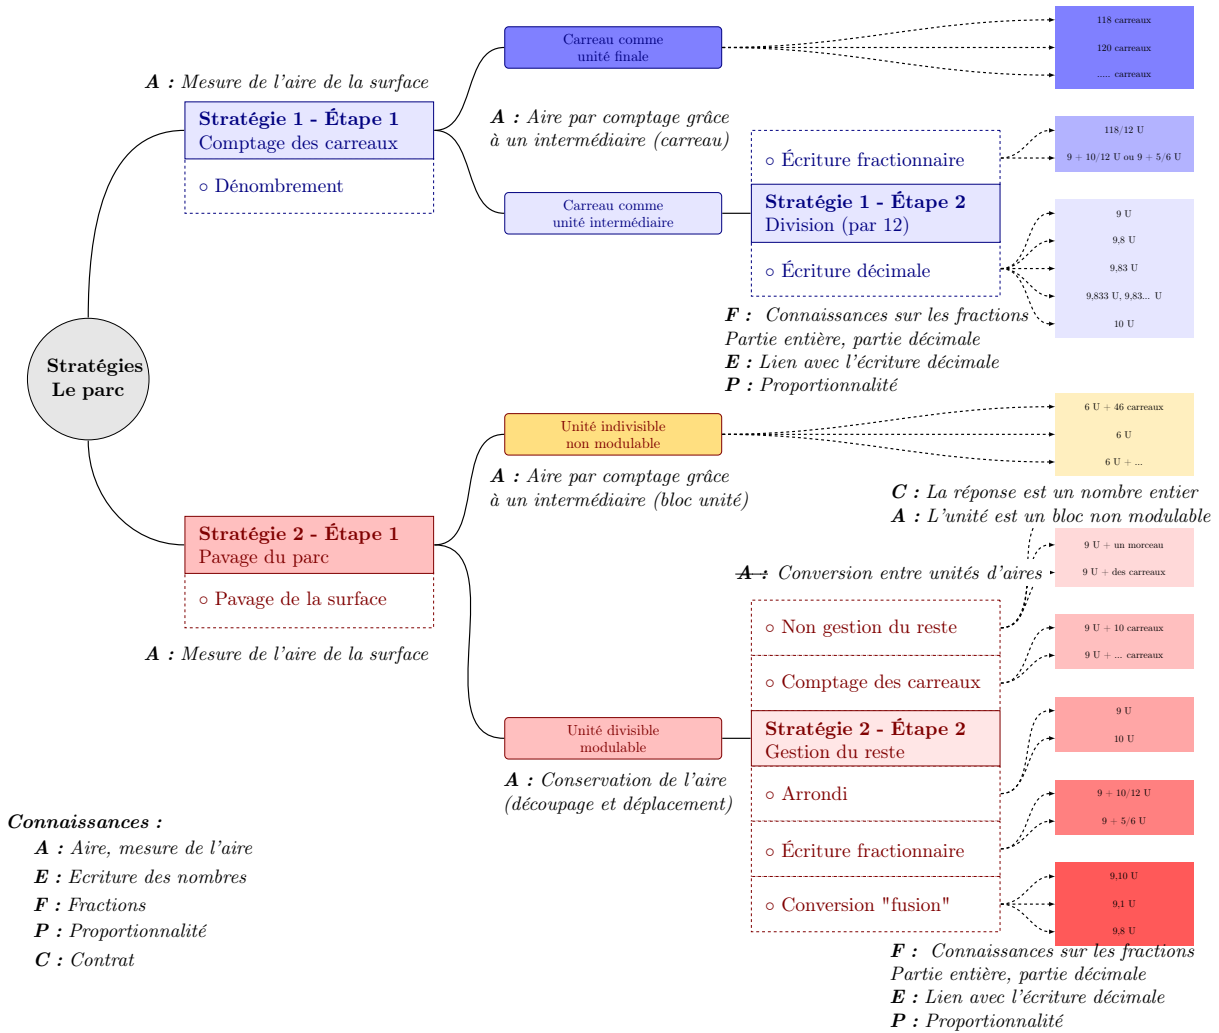 Stratégies
Le parc
A : Mesure de l'aire de la surface
Stratégie 1 - Étape 1
Comptage des carreaux
○ Dénombrement
Carreau comme
unité finale
118 carreaux
120 carreaux
..... carreaux
A : Aire par comptage grâce
à un intermédiaire (carreau)
Carreau comme
unité intermédiaire
○ Écriture fractionnaire
Stratégie 1 - Étape 2
Division (par 12)
○ Écriture décimale
118/12 U
9 + 10/12 U ou 9 + 5/6 U
9 U
9,8 U
9,83 U
9,833 U, 9,83... U
10 U
F : Connaissances sur les fractions
Partie entière, partie décimale
E : Lien avec l'écriture décimale
P : Proportionnalité
Stratégie 2 - Étape 1
Pavage du parc
○ Pavage de la surface
A : Mesure de l'aire de la surface
Unité indivisible
non modulable
A : Aire par comptage grâce
à un intermédiaire (bloc unité)
6 U + 46 carreaux
6 U
6 U + ...
C : La réponse est un nombre entier
A : L'unité est un bloc non modulable
Unité divisible
modulable
A : Conservation de l'aire
(découpage et déplacement)
A : Conversion entre unités d'aires
○ Non gestion du reste
○ Comptage des carreaux
Stratégie 2 - Étape 2
Gestion du reste
○ Arrondi
○ Écriture fractionnaire
○ Conversion "fusion"
9 U + un morceau
9 U + des carreaux
9 U + 10 carreaux
9 U + ... carreaux
9 U
10 U
9 + 10/12 U
9 + 5/6 U
9,10 U
9,1 U
9,8 U
F : Connaissances sur les fractions
Partie entière, partie décimale
E : Lien avec l'écriture décimale
P : Proportionnalité
Connaissances :
A : Aire, mesure de l'aire
E : Ecriture des nombres
F : Fractions
P : Proportionnalité
C : Contrat